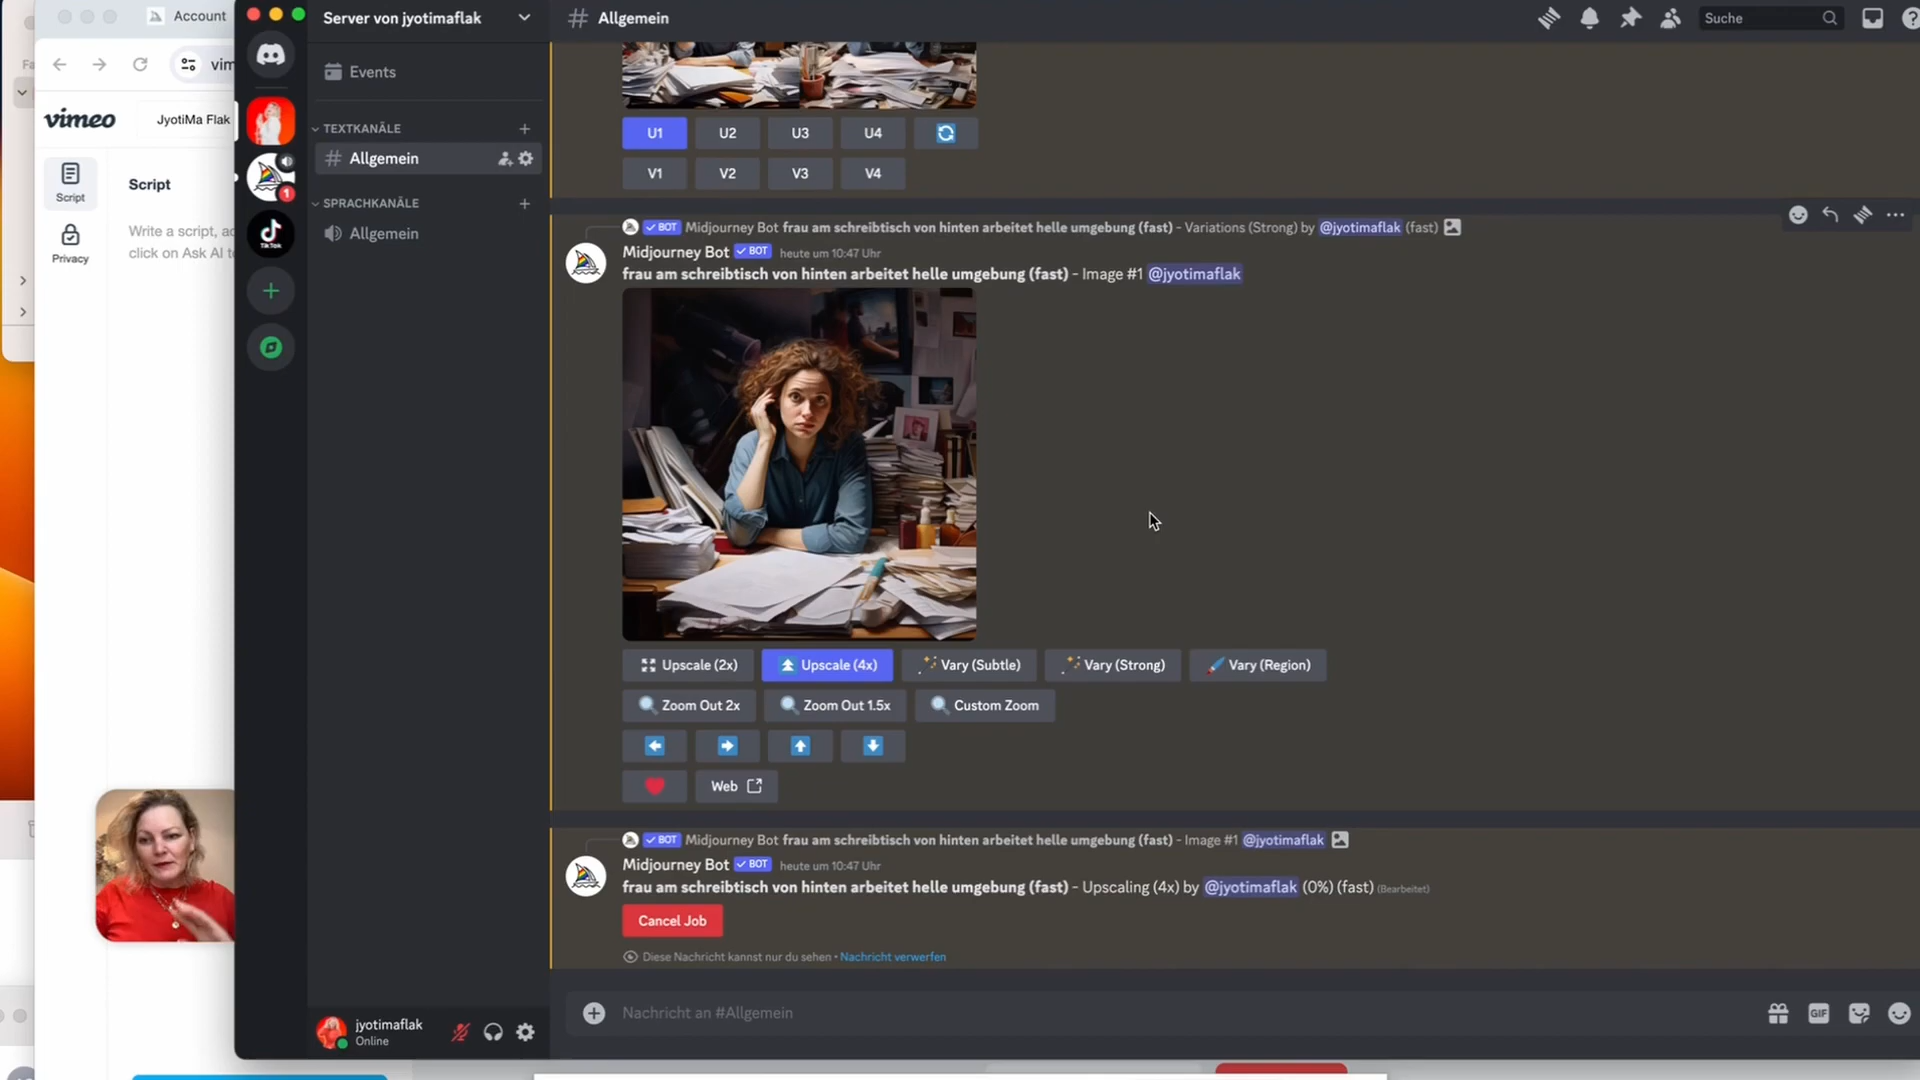 Account
vim
vimeo
JyotiMa Flak
Script
Privacy
Script
Write a script, ac
click on Ask AI to
Server von jyotimaflak
Events
TEXTKANÄLE
Allgemein
SPRACHKANÄLE
Allgemein
TikTok
1
jyotimaflak
Online
# Allgemein
Suche
U1 U2 U3 U4
V1 V2 V3 V4
BOT Midjourney Bot frau am schreibtisch von hinten arbeitet helle umgebung (fast) - Variations (Strong) by @jyotimaflak (fast)
Midjourney Bot BOT heute um 10:47 Uhr
frau am schreibtisch von hinten arbeitet helle umgebung (fast) - Image #1 @jyotimaflak
Upscale (2x) Upscale (4x) Vary (Subtle) Vary (Strong) Vary (Region)
Zoom Out 2x Zoom Out 1.5x Custom Zoom
Web
BOT Midjourney Bot frau am schreibtisch von hinten arbeitet helle umgebung (fast) - Image #1 @jyotimaflak
Midjourney Bot BOT heute um 10:47 Uhr
frau am schreibtisch von hinten arbeitet helle umgebung (fast) - Upscaling (4x) by @jyotimaflak (0%) (fast) (Bearbeitet)
Cancel Job
Diese Nachricht kannst nur du sehen • Nachricht verwerfen
Nachricht an #Allgemein
GIF